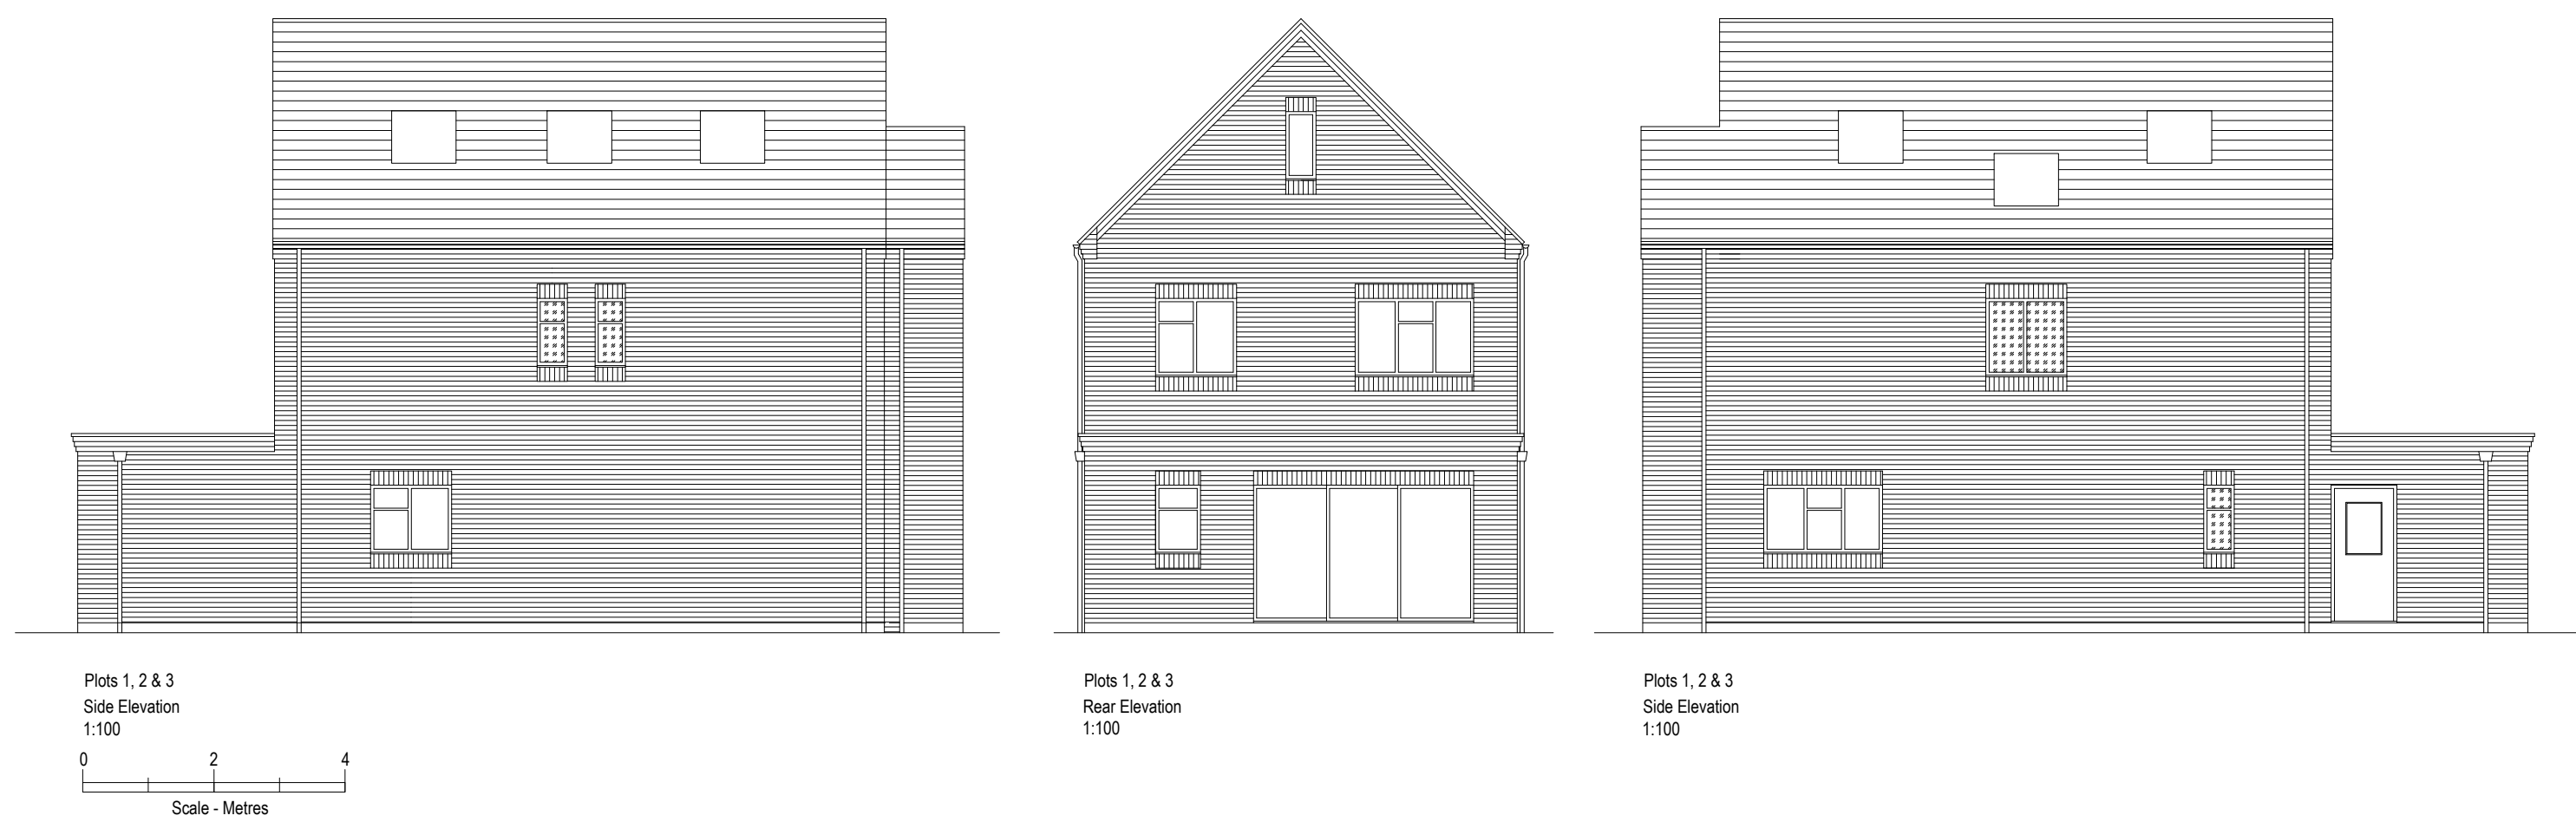 Plots 1, 2 & 3
Side Elevation
1:100
0 2 4
Scale - Metres
Plots 1, 2 & 3
Rear Elevation
1:100
Plots 1, 2 & 3
Side Elevation
1:100